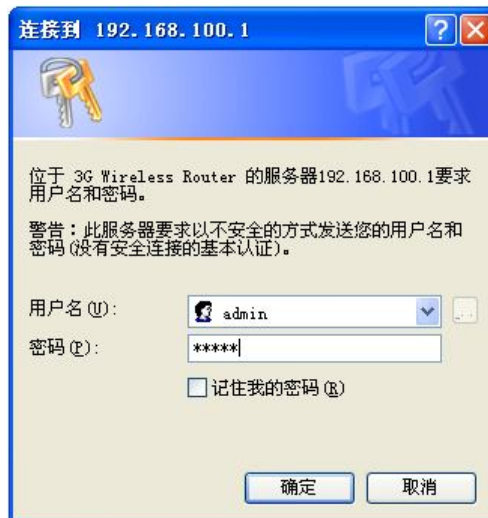 连接到 192.168.100.1
位于 3G Wireless Router 的服务器192.168.100.1要求
用户名和密码。
警告：此服务器要求以不安全的方式发送您的用户名和
密码(没有安全连接的基本认证)。
用户名(U):
admin
密码(P):
*****
记住我的密码(R)
确定
取消